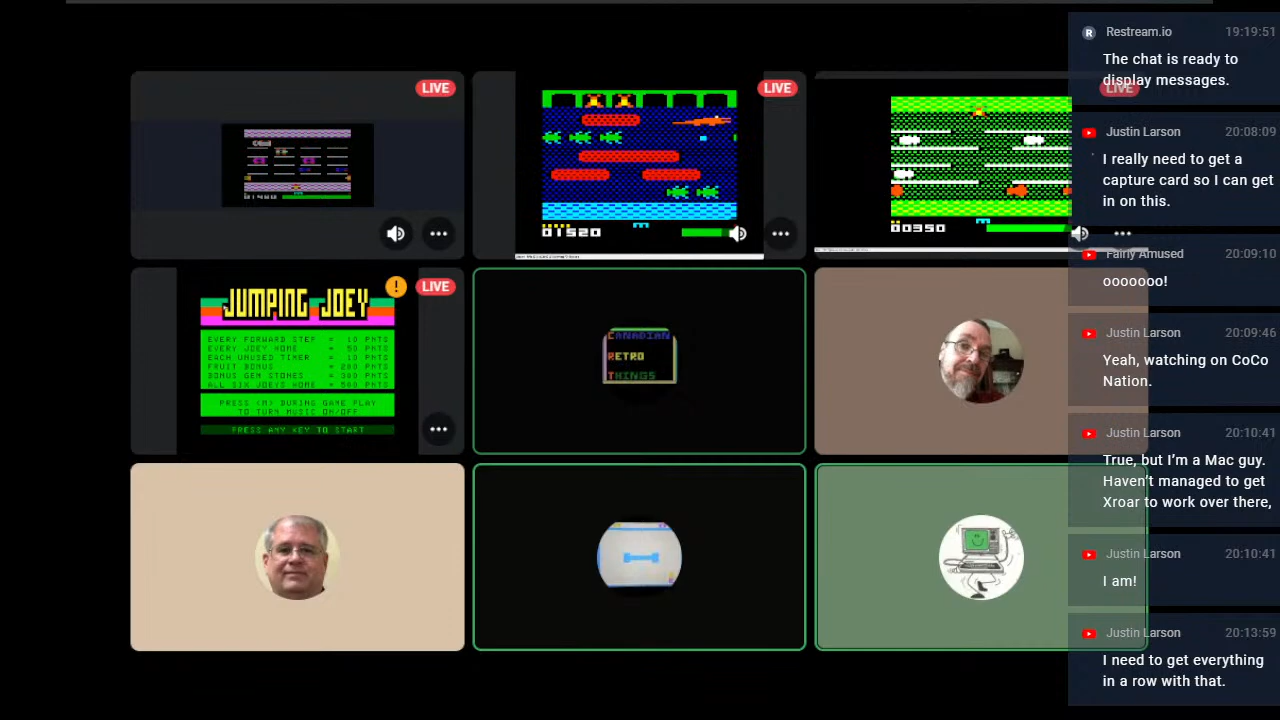 LIVE
LIVE
LIVE
01520
00350
JUMPING JOEY
LIVE
EVERY FORWARD STEP = 10 PNTS
EVERY JOEY HOME = 50 PNTS
EACH UNUSED TIMER = 10 PNTS
FRUIT BONUS = 200 PNTS
BONUS GEM STONES = 300 PNTS
ALL SIX JOEYS HOME = 500 PNTS
PRESS <M> DURING GAME PLAY
TO TURN MUSIC ON/OFF
PRESS ANY KEY TO START
CANADIAN
RETRO
THINGS
R Restream.io 19:19:51
The chat is ready to
display messages.
Justin Larson 20:08:09
I really need to get a
capture card so I can get
in on this.
Fairly Amused 20:09:10
ooooooo!
Justin Larson 20:09:46
Yeah, watching on CoCo
Nation.
Justin Larson 20:10:41
True, but I'm a Mac guy.
Haven't managed to get
Xroar to work over there,
Justin Larson 20:10:41
I am!
Justin Larson 20:13:59
I need to get everything
in a row with that.